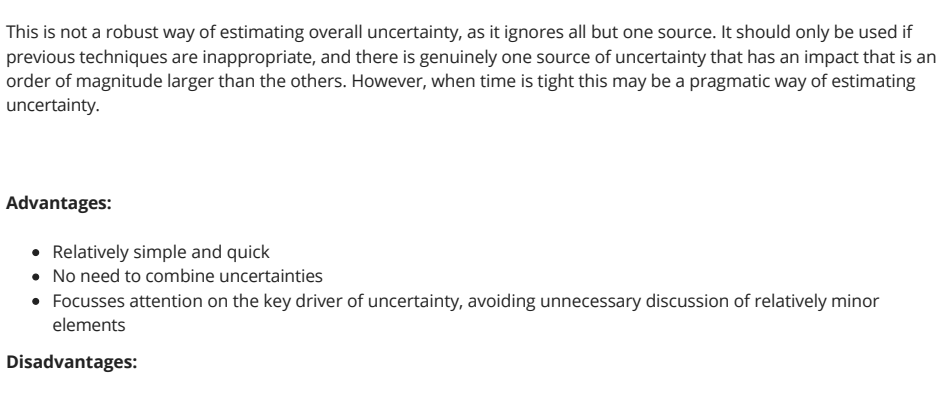 This is not a robust way of estimating overall uncertainty, as it ignores all but one source. It should only be used if
previous techniques are inappropriate, and there is genuinely one source of uncertainty that has an impact that is an
order of magnitude larger than the others. However, when time is tight this may be a pragmatic way of estimating
uncertainty.
Advantages:
• Relatively simple and quick
• No need to combine uncertainties
• Focusses attention on the key driver of uncertainty, avoiding unnecessary discussion of relatively minor
elements
Disadvantages: